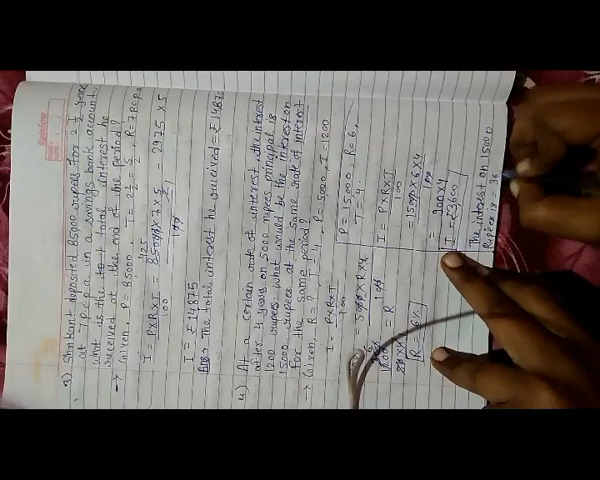 3) Shrikant deposited 85000 rupees for 2 1/2 years
at 7 p.c.p.a in a savings bank account.
what is the total interest he
received at the end of the period?
→ Given, P = 85000, T = 2 1/2 = 5/2, R = 7 p.c.p.a
I = P×R×T / 100 = 85000 × 7 × 5 / 100 × 2 = 2975 × 5
I = ₹ 14875
Ans. The total interest he received = ₹ 14875
4) At a certain rate of interest, the interest
after 4 years on 5000 rupees principal is
1200 rupees. what would be the interest on
15000 rupees at the same rate of interest
for the same period?
→ Given, R = ?, T = 4, P = 5000, I = 1200
I = P×R×T / 100
= 5000 × R × 4 / 100
= R
R = 6%
P = 15000, R = 6,
T = 4.
I = P×R×T / 100
= 15000 × 6 × 4 / 100
= 900 × 4
I = ₹3600
The interest on 15000
Rupees is = 36